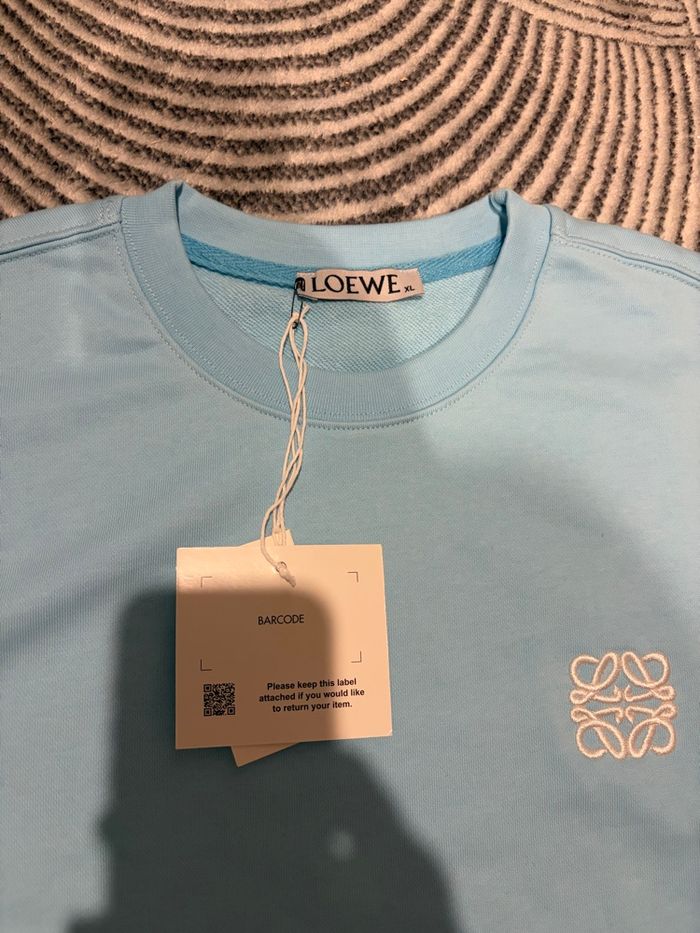 LOEWE XL
BARCODE
Please keep this label
attached if you would like
to return your item.